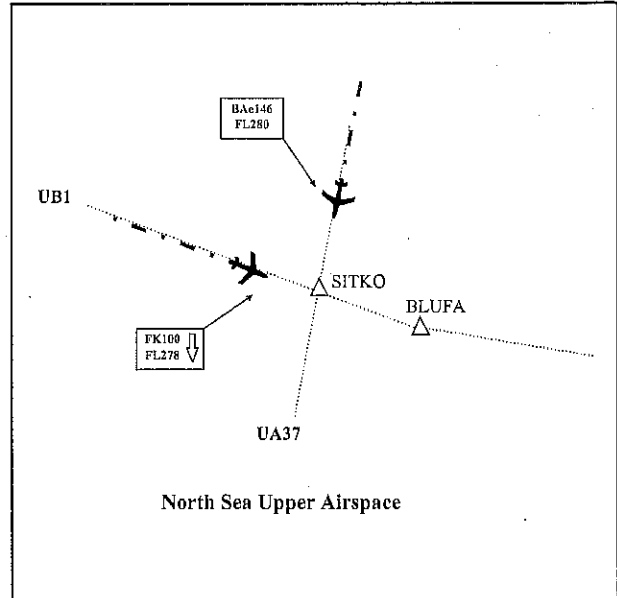 BAe146
FL280
UB1
SITKO
BLUFA
FK100
FL278
UA37
North Sea Upper Airspace